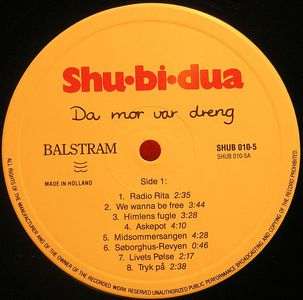 Shu·bi·dua
Da mor var dreng
BALSTRAM
SHUB 010-5
SHUB 010-5A
MADE IN HOLLAND
Side 1:
1. Radio Rita 2:35
2. We wanna be free 3:44
3. Himlens fugle 3:28
4. Askepot 4:10
5. Midsommersangen 4:28
6. Søborghus-Revyen 0:46
7. Livets Pølse 2:47
8. Tryk på 2:38
ALL RIGHTS OF THE MANUFACTURER AND OF THE OWNER OF THE RECORDED WORK RESERVED UNAUTHORIZED PUBLIC PERFORMANCE BROADCASTING AND COPYING OF THIS RECORD PROHIBITED.